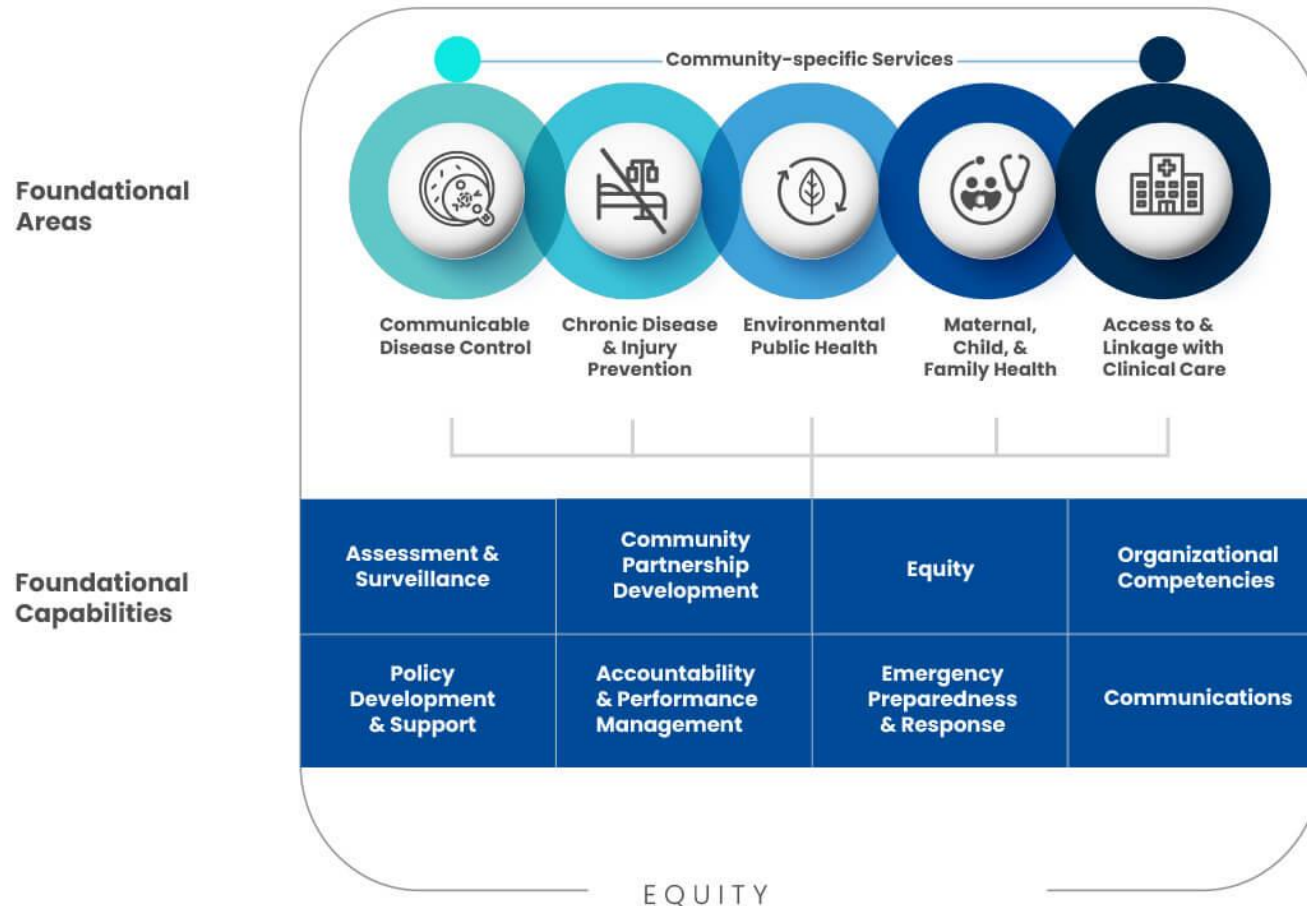 Community-specific Services
Foundational
Areas
Communicable
Disease Control
Chronic Disease
& Injury
Prevention
Environmental
Public Health
Maternal,
Child, &
Family Health
Access to &
Linkage with
Clinical Care
Foundational
Capabilities
Assessment &
Surveillance
Community
Partnership
Development
Equity
Organizational
Competencies
Policy
Development
& Support
Accountability
& Performance
Management
Emergency
Preparedness
& Response
Communications
EQUITY